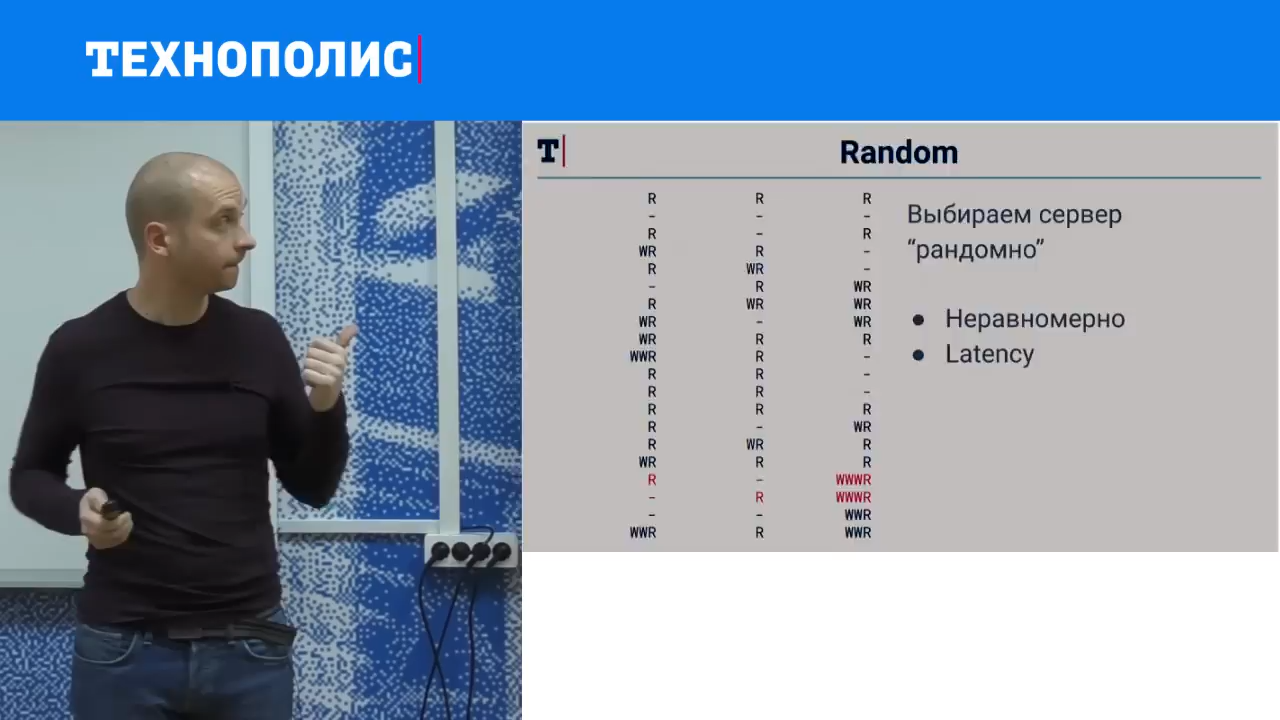 ТЕХНОПОЛИС
T
Random
R R R
- - -
R - R
WR R -
R WR -
- R WR
R WR WR
WR - WR
WR R R
WWR R -
R R -
R R -
R R R
R - WR
R WR R
WR R R
R - WWWR
- R WWWR
- - WWR
WWR R WWR
Выбираем сервер
“рандомно”
● Неравномерно
● Latency